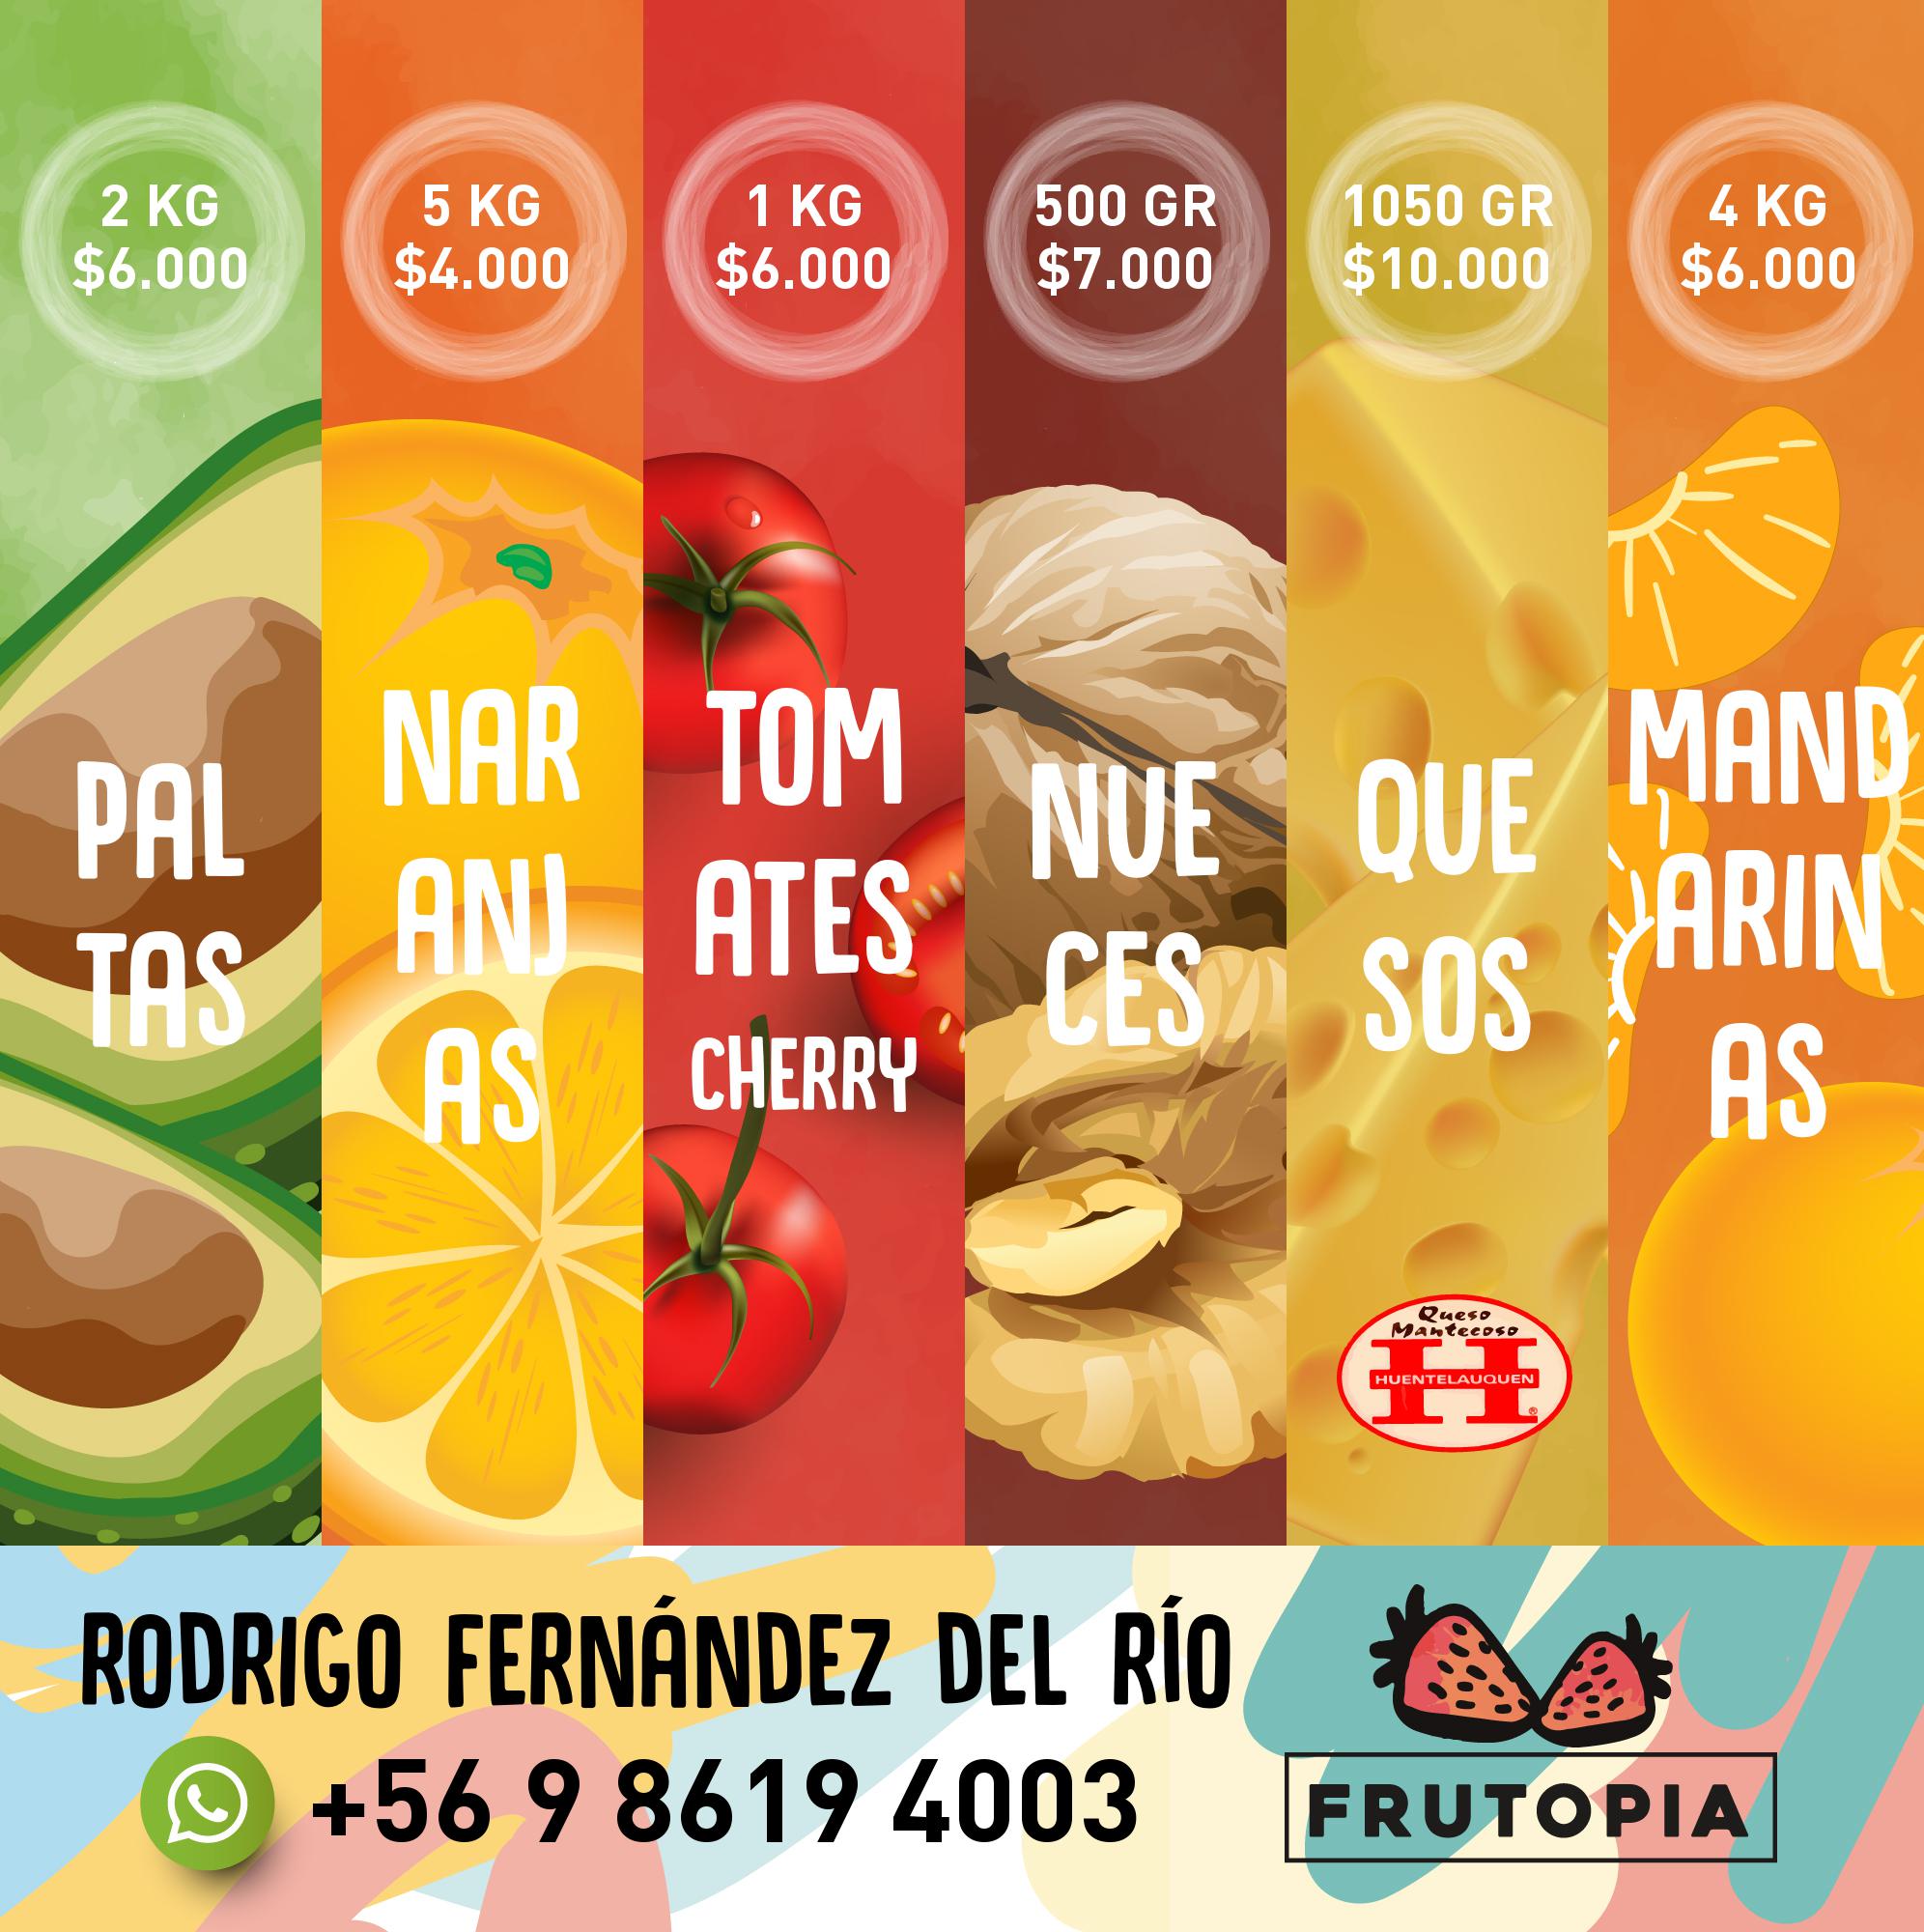 2 KG
$6.000
PAL
TAS
5 KG
$4.000
NAR
ANJ
AS
1 KG
$6.000
TOM
ATES
CHERRY
500 GR
$7.000
NUE
CES
1050 GR
$10.000
QUE
SOS
Queso
Mantecoso
H
HUENTELAUQUEN
®
4 KG
$6.000
MAND
ARIN
AS
RODRIGO FERNÁNDEZ DEL RÍO
+56 9 8619 4003
FRUTOPIA